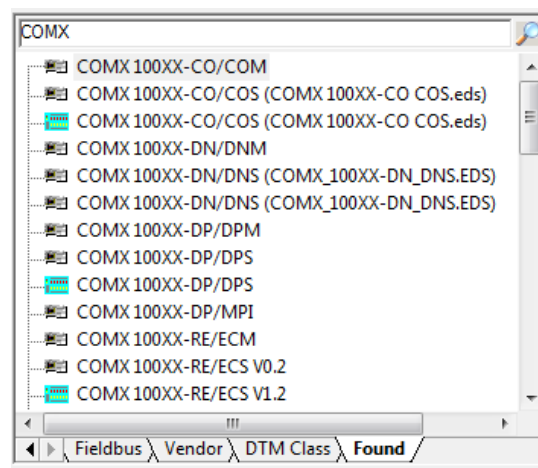 COMX
COMX 100XX-CO/COM
COMX 100XX-CO/COS (COMX 100XX-CO COS.eds)
COMX 100XX-CO/COS (COMX 100XX-CO COS.eds)
COMX 100XX-DN/DNM
COMX 100XX-DN/DNS (COMX_100XX-DN_DNS.EDS)
COMX 100XX-DN/DNS (COMX_100XX-DN_DNS.EDS)
COMX 100XX-DP/DPM
COMX 100XX-DP/DPS
COMX 100XX-DP/DPS
COMX 100XX-DP/MPI
COMX 100XX-RE/ECM
COMX 100XX-RE/ECS V0.2
COMX 100XX-RE/ECS V1.2
Fieldbus Vendor DTM Class Found